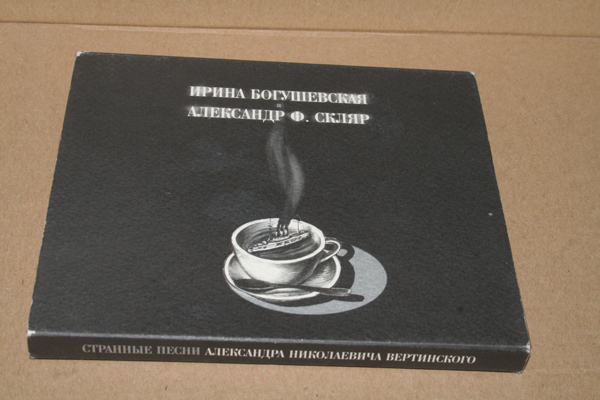 ИРИНА БОГУШЕВСКАЯ
и
АЛЕКСАНДР Ф. СКЛЯР
СТРАННЫЕ ПЕСНИ АЛЕКСАНДРА НИКОЛАЕВИЧА ВЕРТИНСКОГО